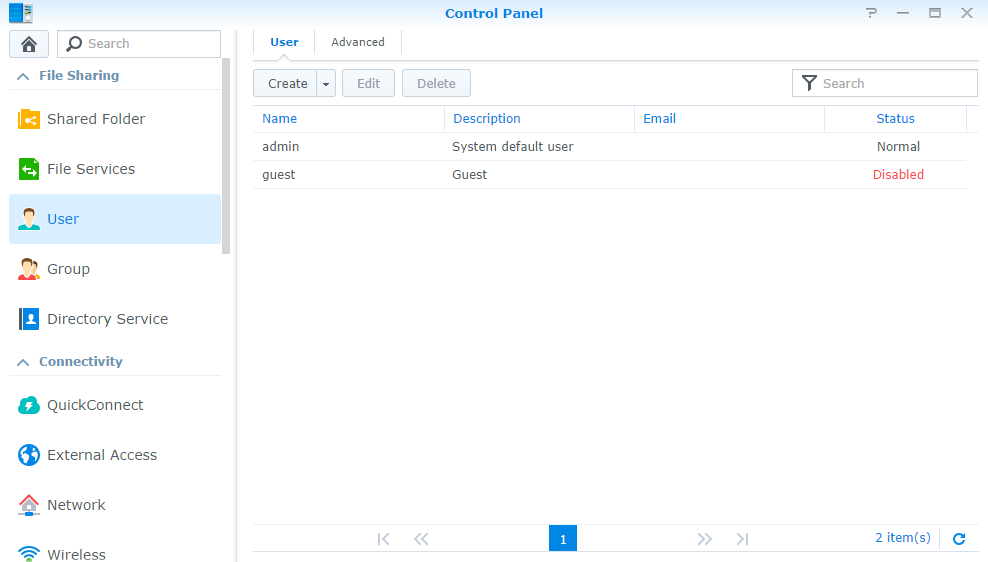 Control Panel
Search
File Sharing
Shared Folder
File Services
User
Group
Directory Service
Connectivity
QuickConnect
External Access
Network
Wireless
User Advanced
Create Edit Delete Search
Name Description Email Status
admin System default user Normal
guest Guest Disabled
1 2 item(s)